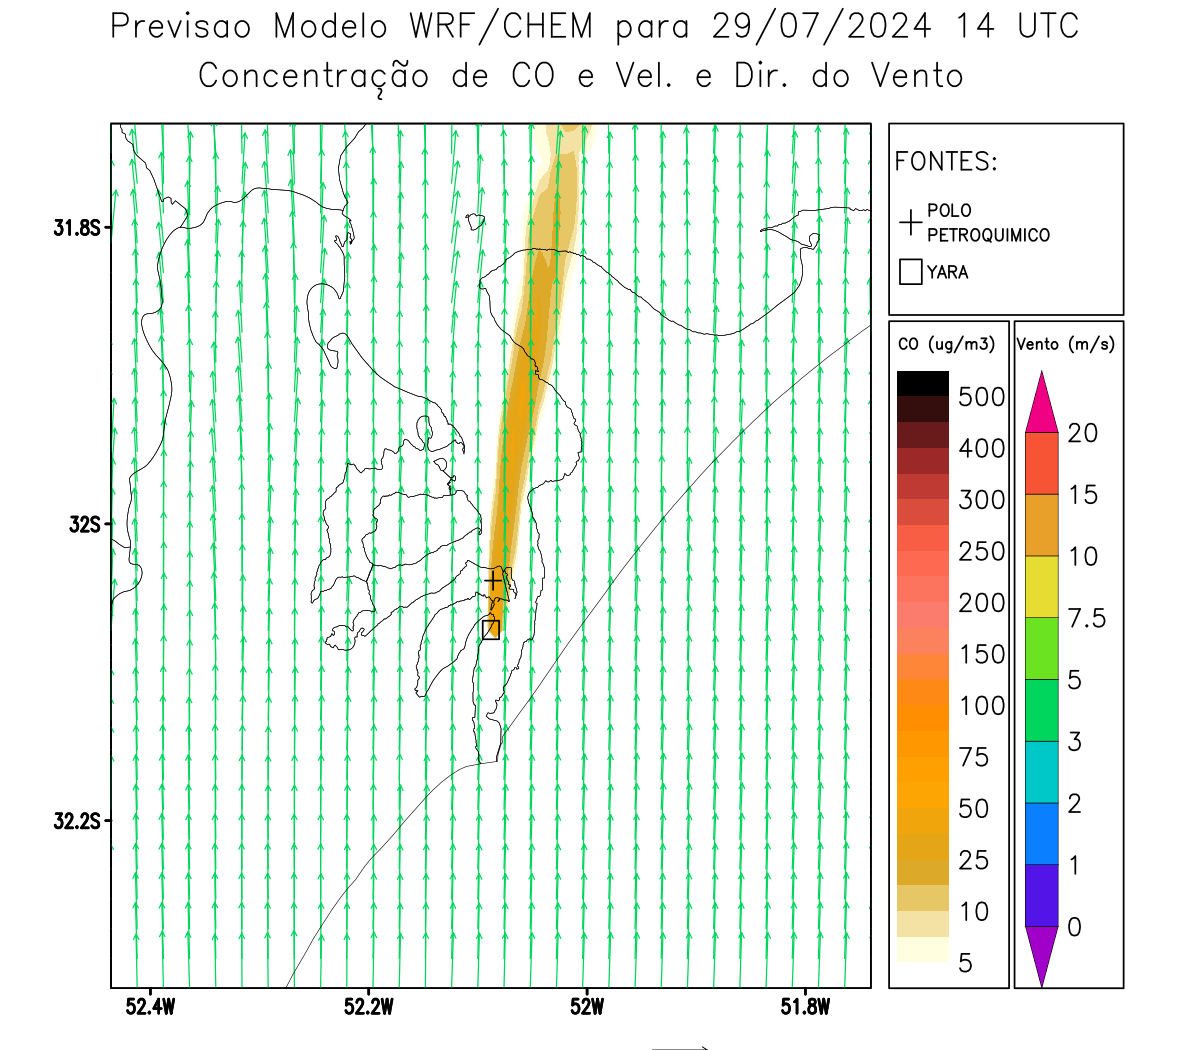 Previsao Modelo WRF/CHEM para 29/07/2024 14 UTC
Concentração de CO e Vel. e Dir. do Vento
FONTES:
POLO
PETROQUIMICO
YARA
CO (ug/m3)
500
400
300
250
200
150
100
75
50
25
10
5
Vento (m/s)
20
15
10
7.5
5
3
2
1
0
31.8S
32S
32.2S
52.4W
52.2W
52W
51.8W